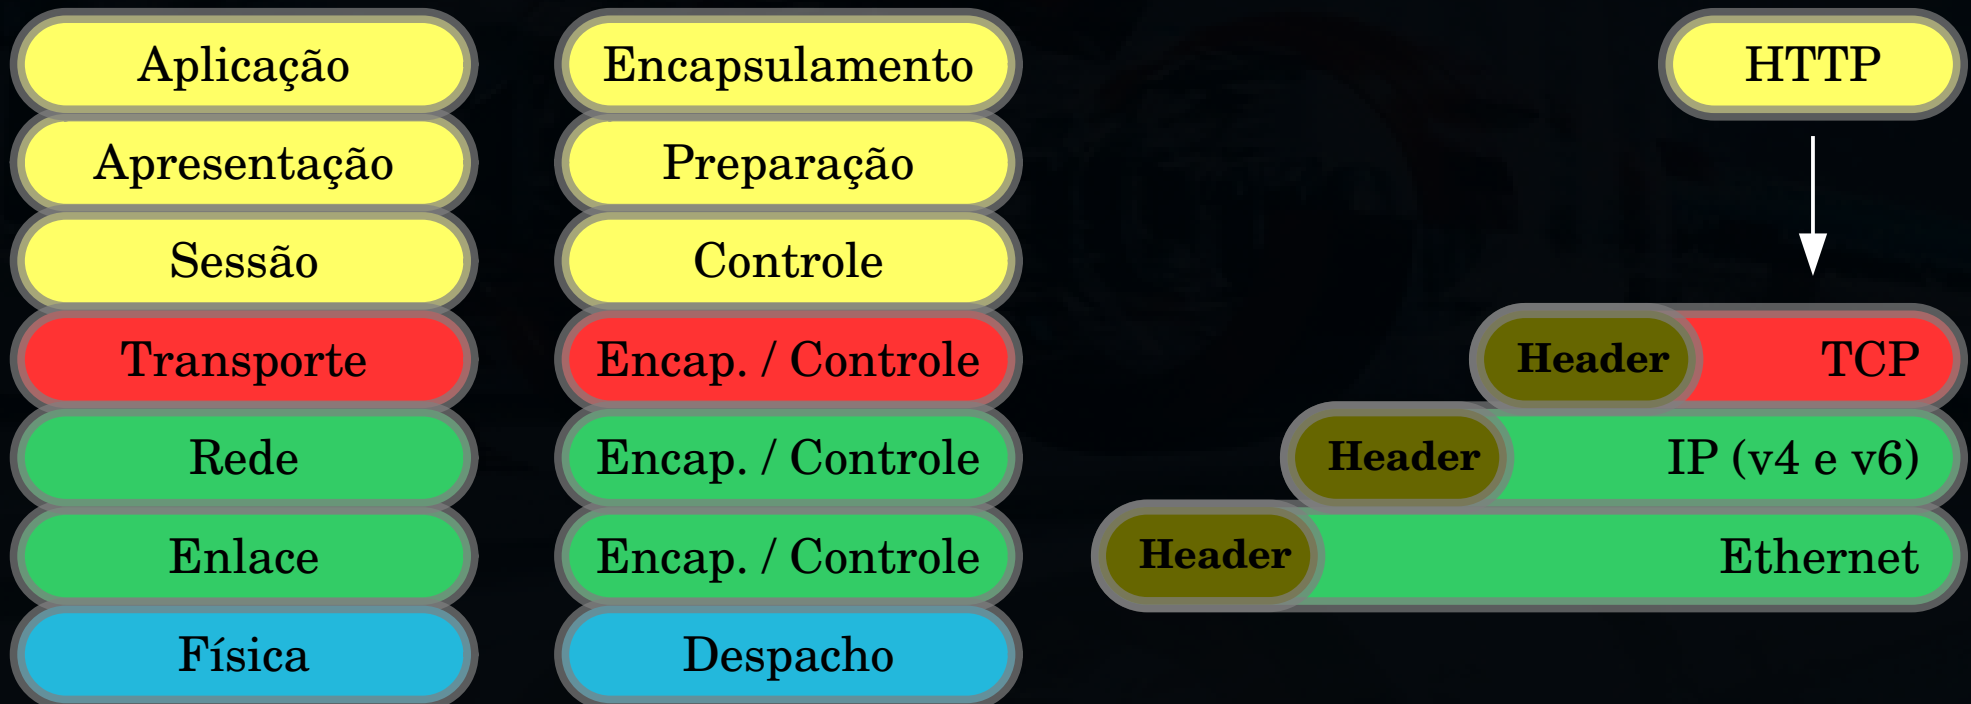 Aplicação
Encapsulamento
HTTP
Apresentação
Preparação
Sessão
Controle
Transporte
Encap. / Controle
Header
TCP
Rede
Encap. / Controle
Header
IP (v4 e v6)
Enlace
Encap. / Controle
Header
Ethernet
Física
Despacho